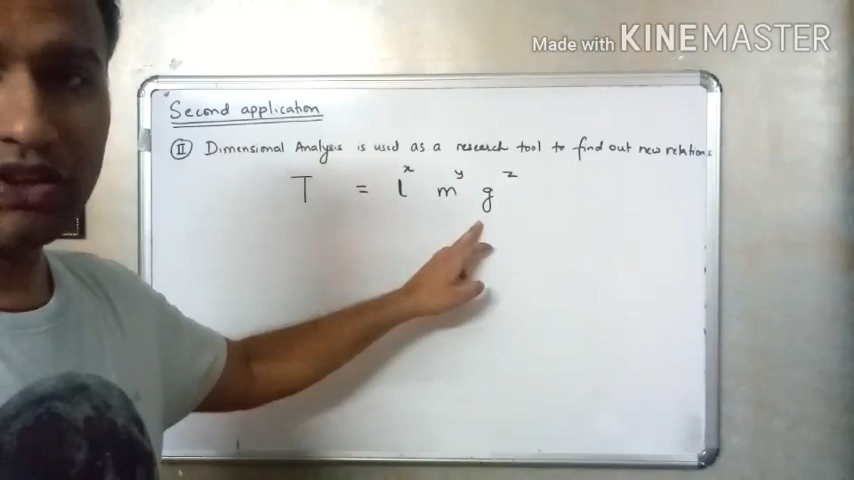 Made with KINEMASTER
Second application
II Dimensional Analysis is used as a research tool to find out new relations
T = l^x m^y g^z